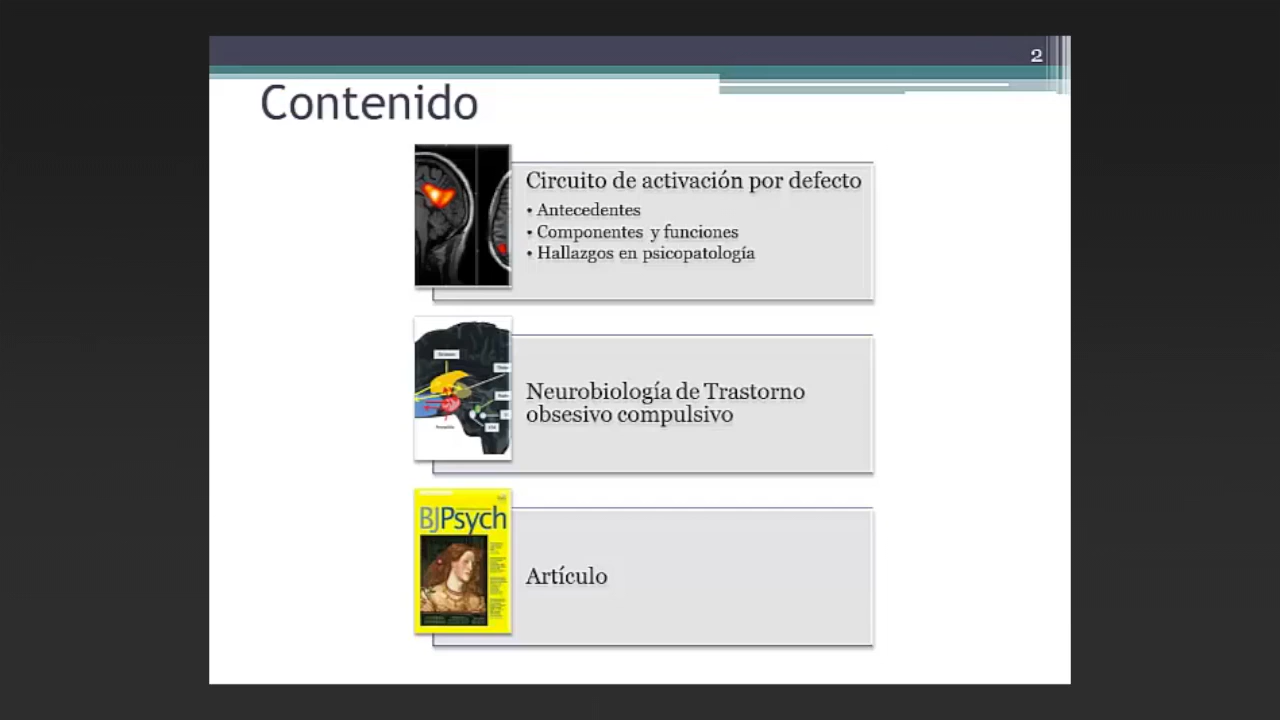 2
Contenido
Circuito de activación por defecto
• Antecedentes
• Componentes y funciones
• Hallazgos en psicopatología
Neurobiología de Trastorno
obsesivo compulsivo
BJPsych
Artículo